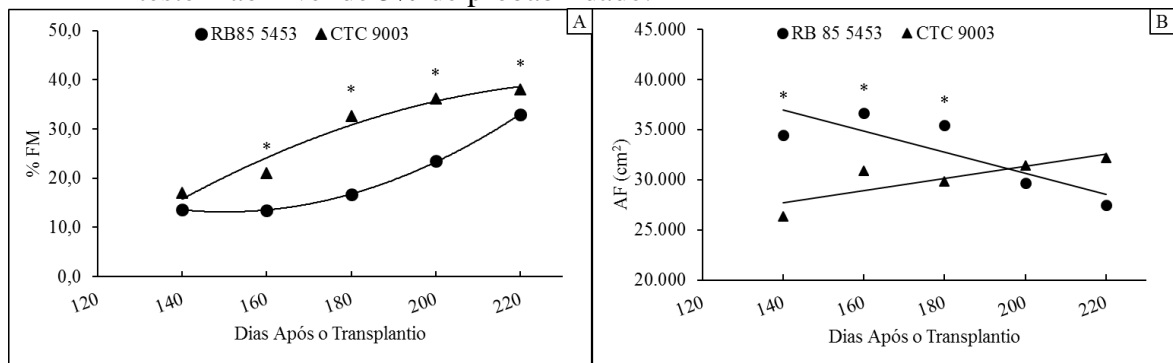 50,0
A
RB85 5453
CTC 9003
40,0
30,0
20,0
10,0
0,0
% FM
* * * *
120 140 160 180 200 220
Dias Após o Transplantio
45.000
B
RB 85 5453
CTC 9003
40.000
35.000
30.000
25.000
20.000
AF (cm²)
* * *
120 140 160 180 200 220
Dias Após o Transplantio